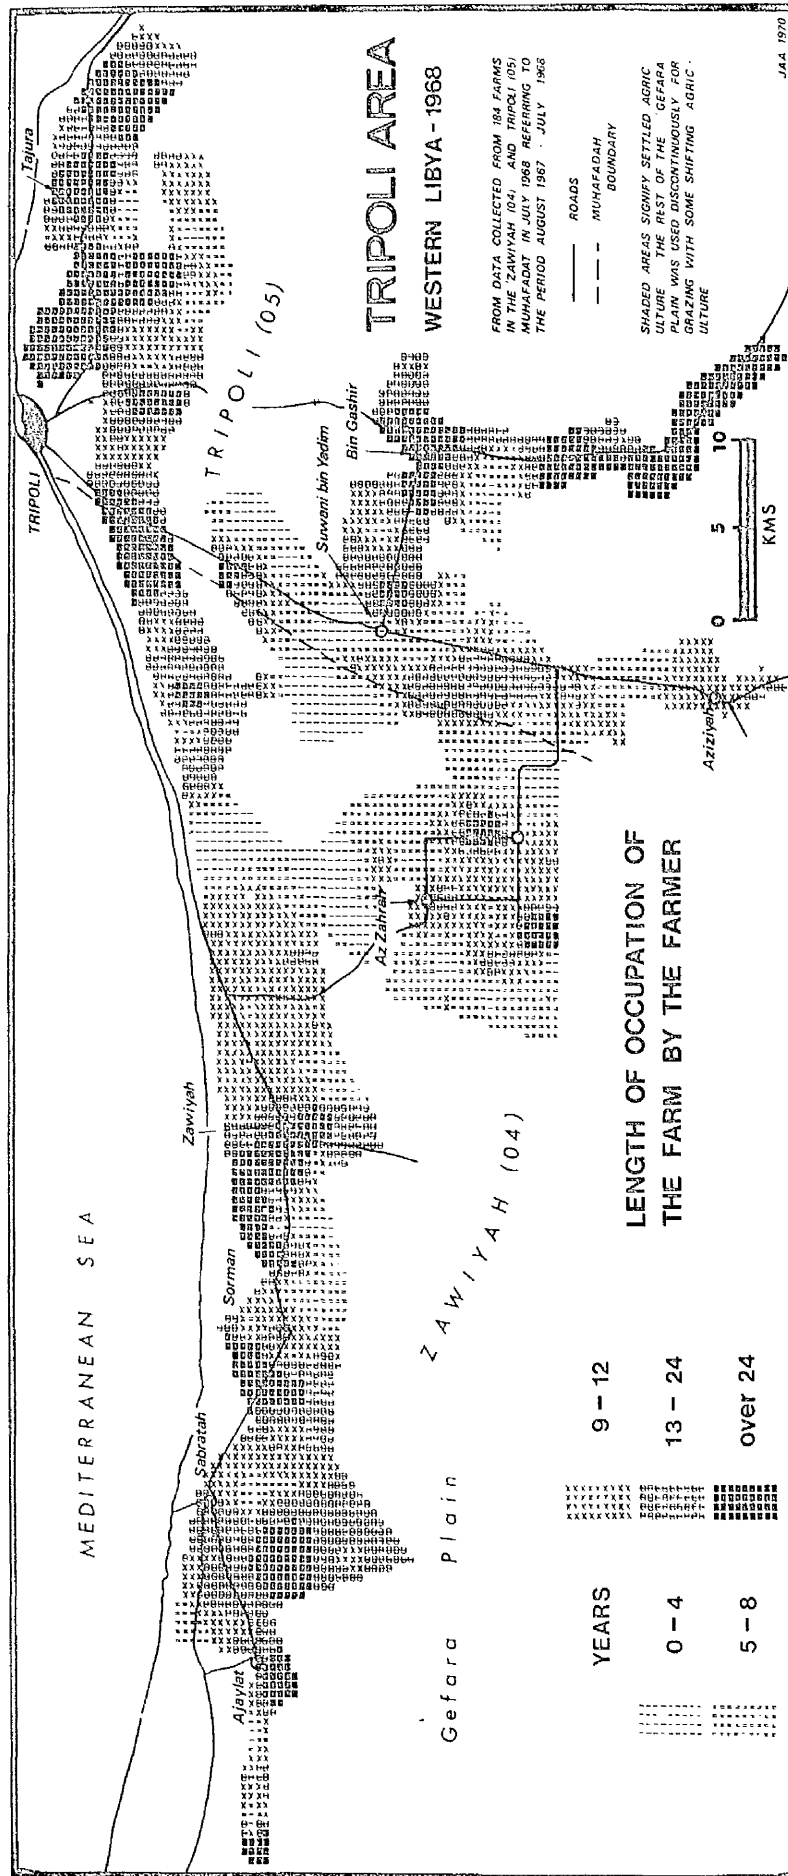 MEDITERRANEAN SEA
TRIPOLI
Tajura
Ajaylat
Sabratah
Sorman
Zawiyah
Az Zahrah
Suwani bin Yadim
Bin Gashir
Aziziyah
TRIPOLI (05)
ZAWIYAH (04)
Gefara Plain
TRIPOLI AREA
WESTERN LIBYA - 1968
FROM DATA COLLECTED FROM 184 FARMS
IN THE ZAWIYAH (04) AND TRIPOLI (05)
MUHAFADAT IN JULY 1968 REFERRING TO
THE PERIOD AUGUST 1967 - JULY 1968
ROADS
MUHAFADAH
BOUNDARY
SHADED AREAS SIGNIFY SETTLED AGRIC
ULTURE THE REST OF THE GEFARA
PLAIN WAS USED DISCONTINUOUSLY FOR
GRAZING WITH SOME SHIFTING AGRIC-
ULTURE
JAA 1970
LENGTH OF OCCUPATION OF
THE FARM BY THE FARMER
YEARS
0 - 4
5 - 8
9 - 12
13 - 24
over 24
0 5 10
KMS